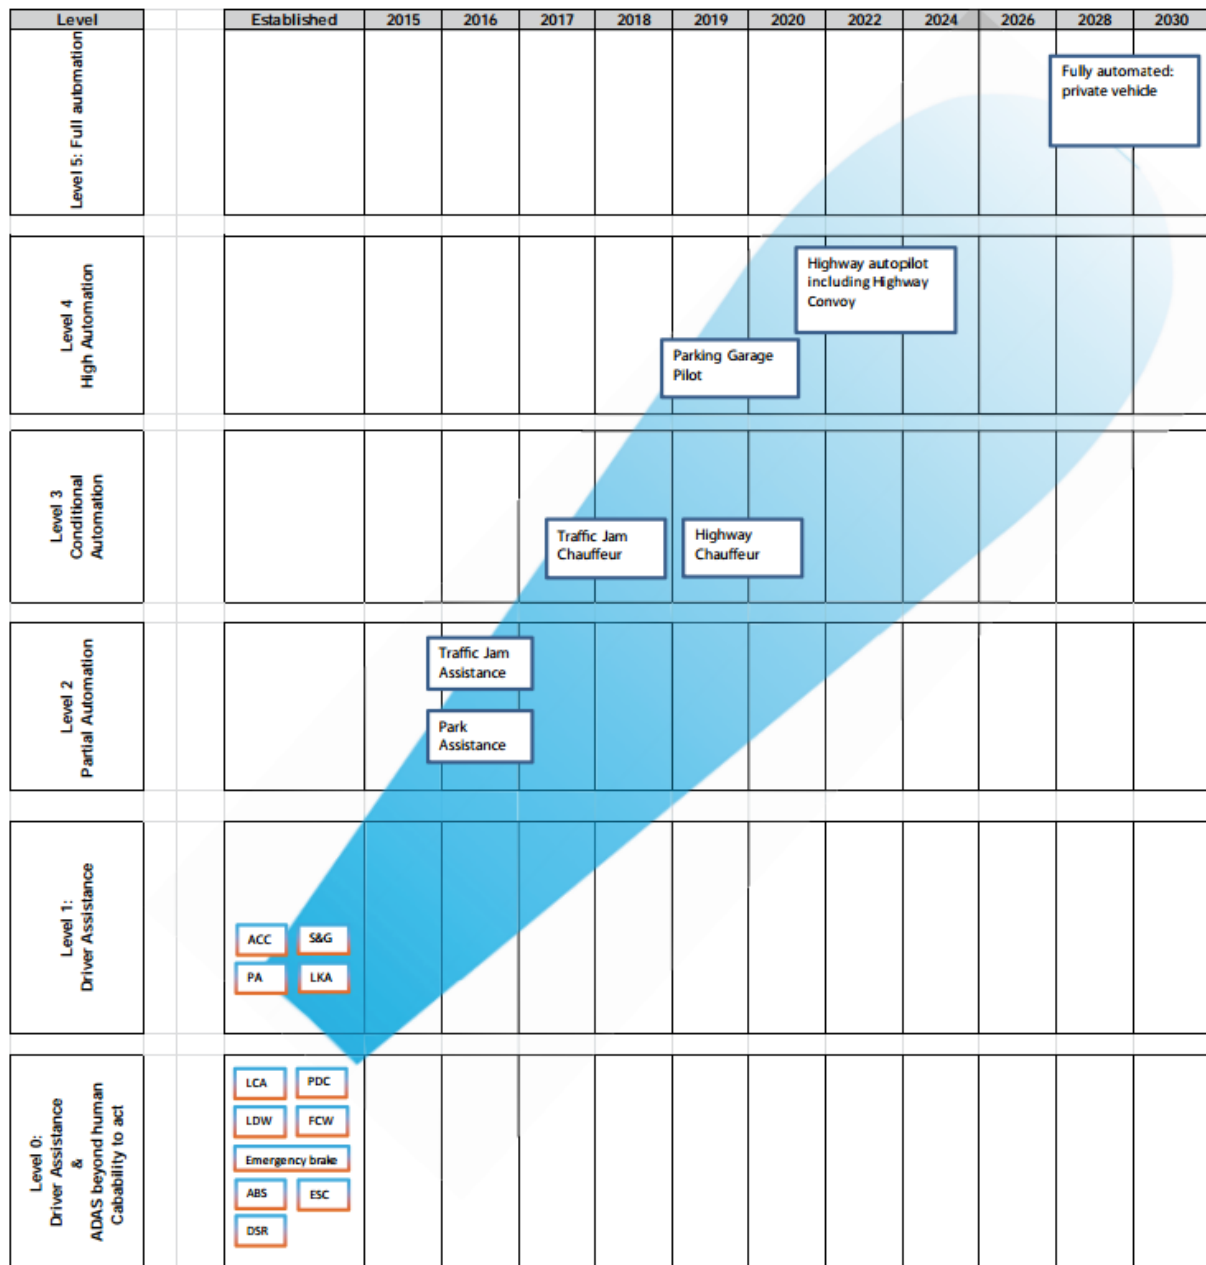 Level Established 2015 2016 2017 2018 2019 2020 2022 2024 2026 2028 2030
Level 5: Full automation
Fully automated:
private vehicle
Level 4
High Automation
Highway autopilot
including Highway
Convoy
Parking Garage
Pilot
Level 3
Conditional
Automation
Traffic Jam
Chauffeur
Highway
Chauffeur
Level 2
Partial Automation
Traffic Jam
Assistance
Park
Assistance
Level 1:
Driver Assistance
ACC S&G
PA LKA
Level 0:
Driver Assistance
&
ADAS beyond human
Cabability to act
LCA PDC
LDW FCW
Emergency brake
ABS ESC
DSR